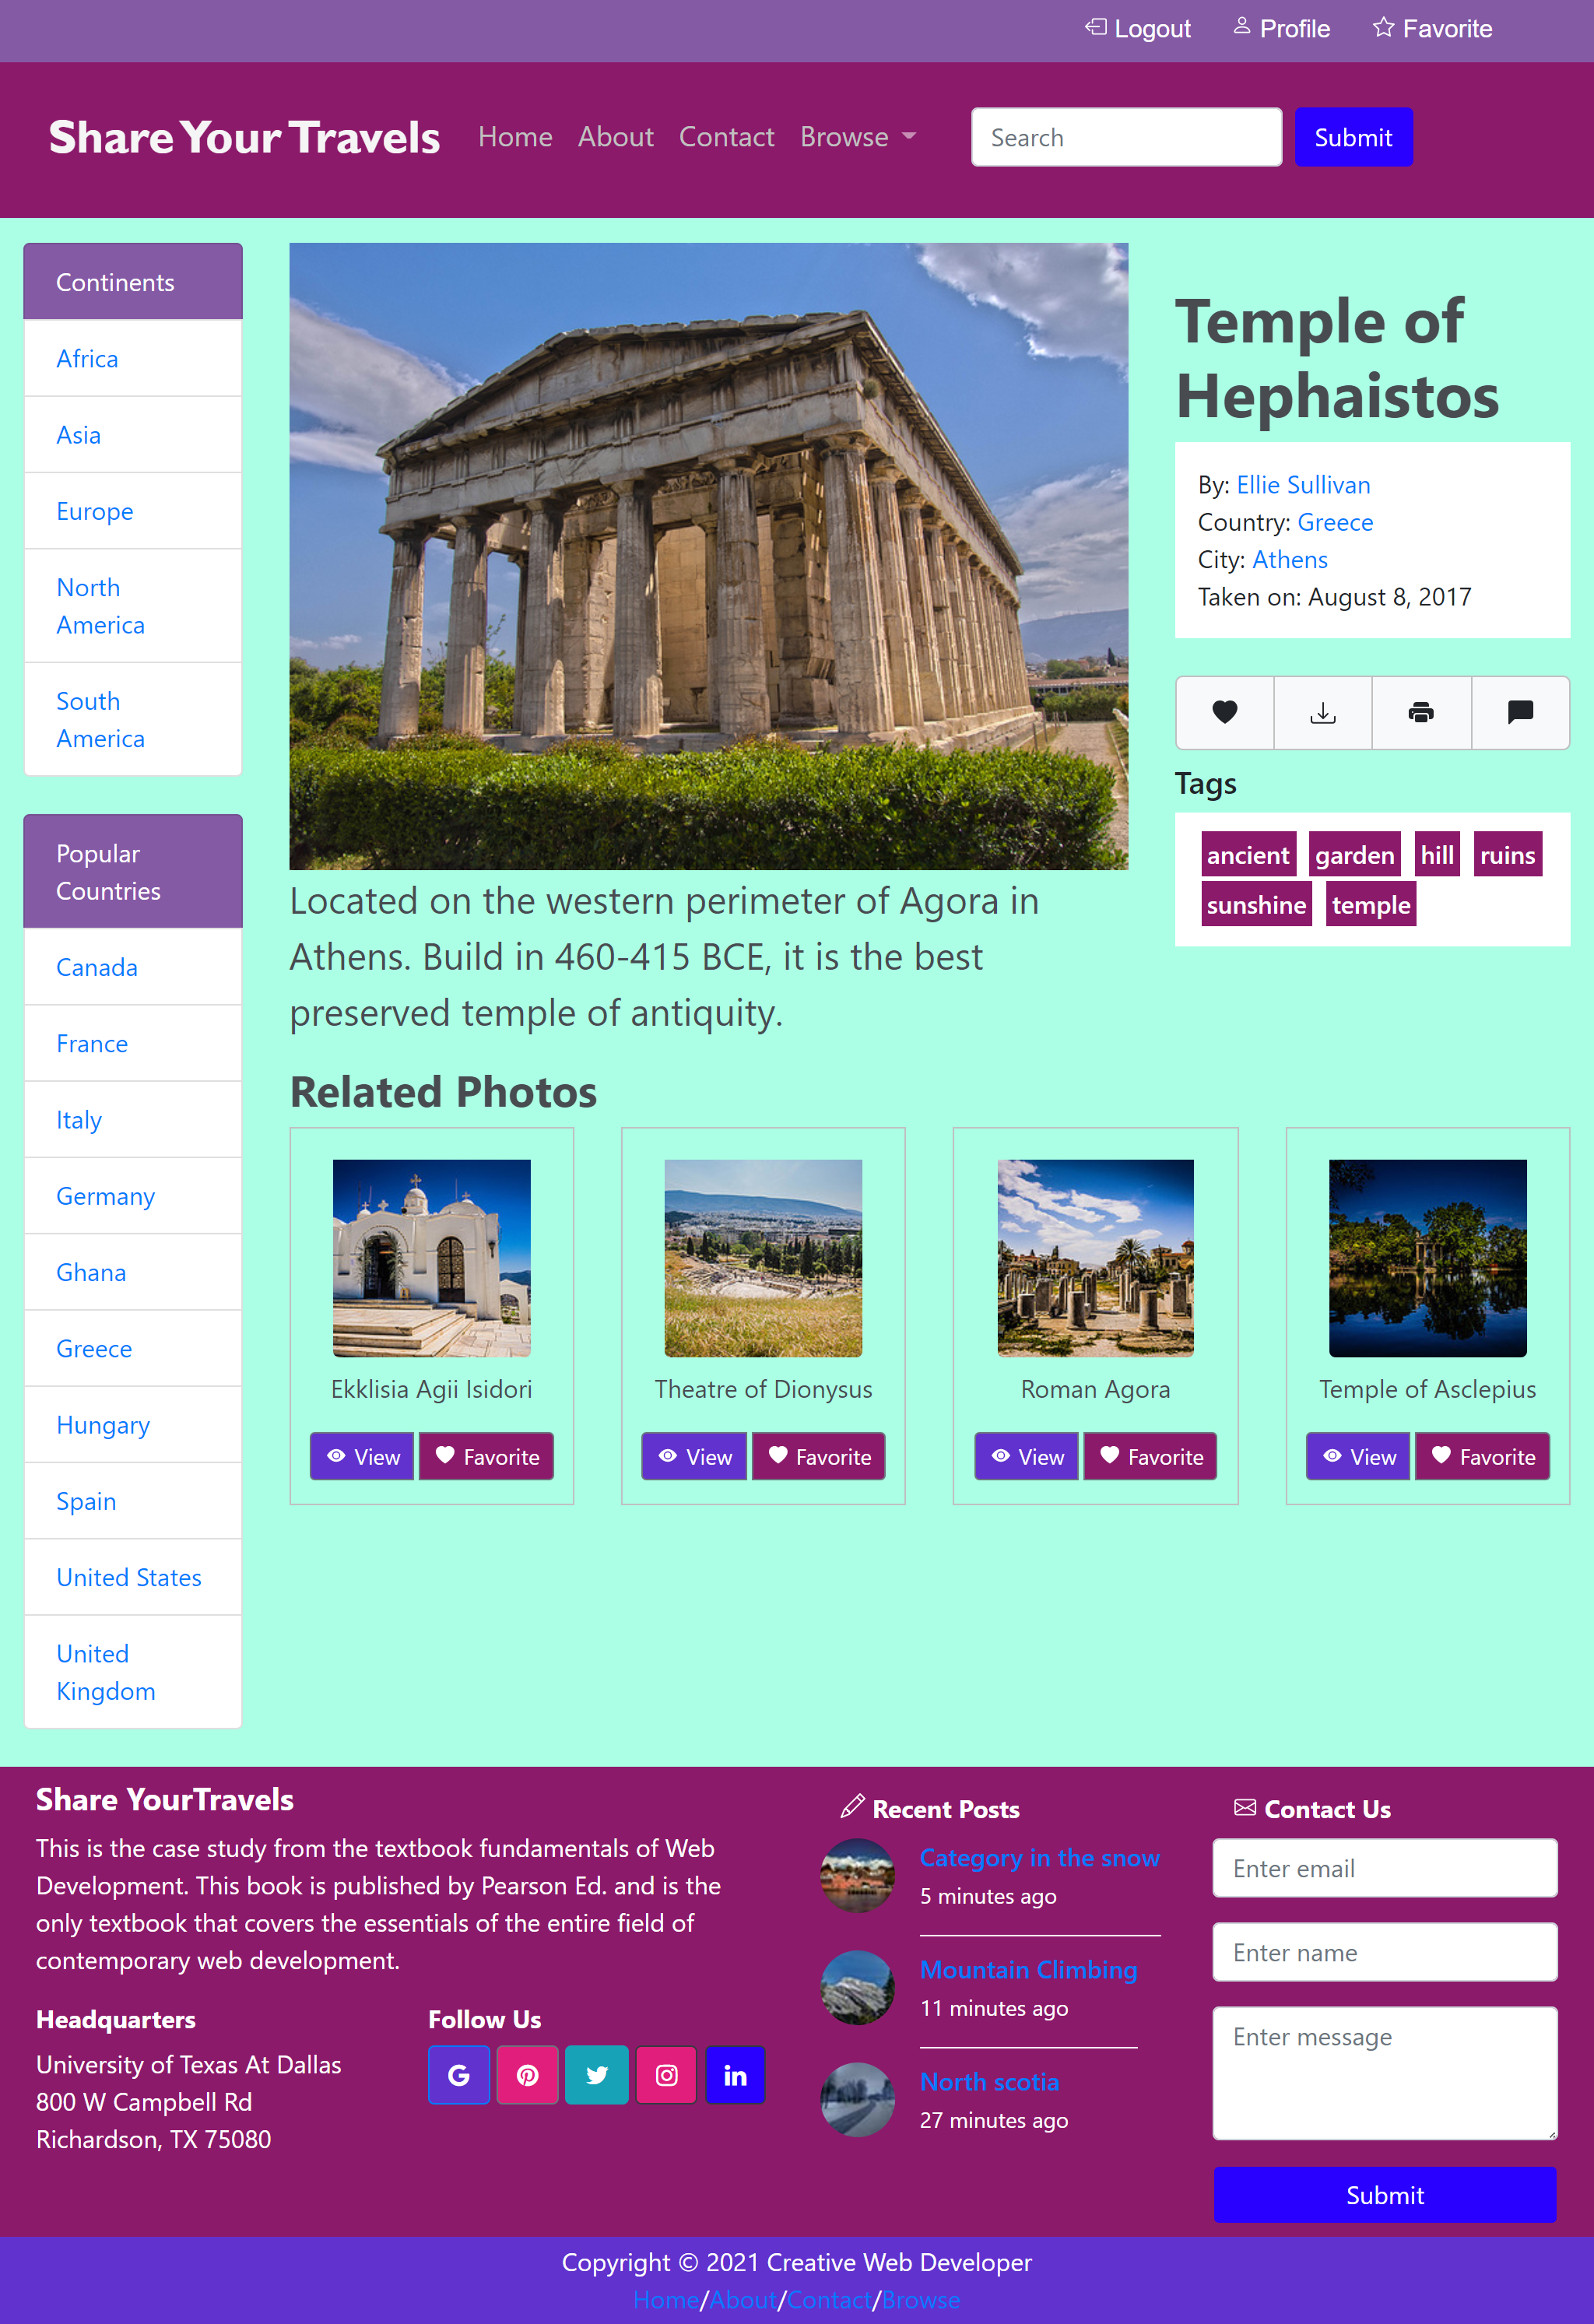 Logout Profile Favorite
Share Your Travels Home About Contact Browse Search Submit
Continents
Africa
Asia
Europe
North
America
South
America
Popular
Countries
Canada
France
Italy
Germany
Ghana
Greece
Hungary
Spain
United States
United
Kingdom
Temple of
Hephaistos
By: Ellie Sullivan
Country: Greece
City: Athens
Taken on: August 8, 2017
Tags
ancient garden hill ruins
sunshine temple
Located on the western perimeter of Agora in
Athens. Build in 460-415 BCE, it is the best
preserved temple of antiquity.
Related Photos
Ekklisia Agii Isidori
View Favorite
Theatre of Dionysus
View Favorite
Roman Agora
View Favorite
Temple of Asclepius
View Favorite
Share YourTravels
This is the case study from the textbook fundamentals of Web
Development. This book is published by Pearson Ed. and is the
only textbook that covers the essentials of the entire field of
contemporary web development.
Headquarters
University of Texas At Dallas
800 W Campbell Rd
Richardson, TX 75080
Follow Us
Recent Posts
Category in the snow
5 minutes ago
Mountain Climbing
11 minutes ago
North scotia
27 minutes ago
Contact Us
Enter email
Enter name
Enter message
Submit
Copyright © 2021 Creative Web Developer
Home/About/Contact/Browse